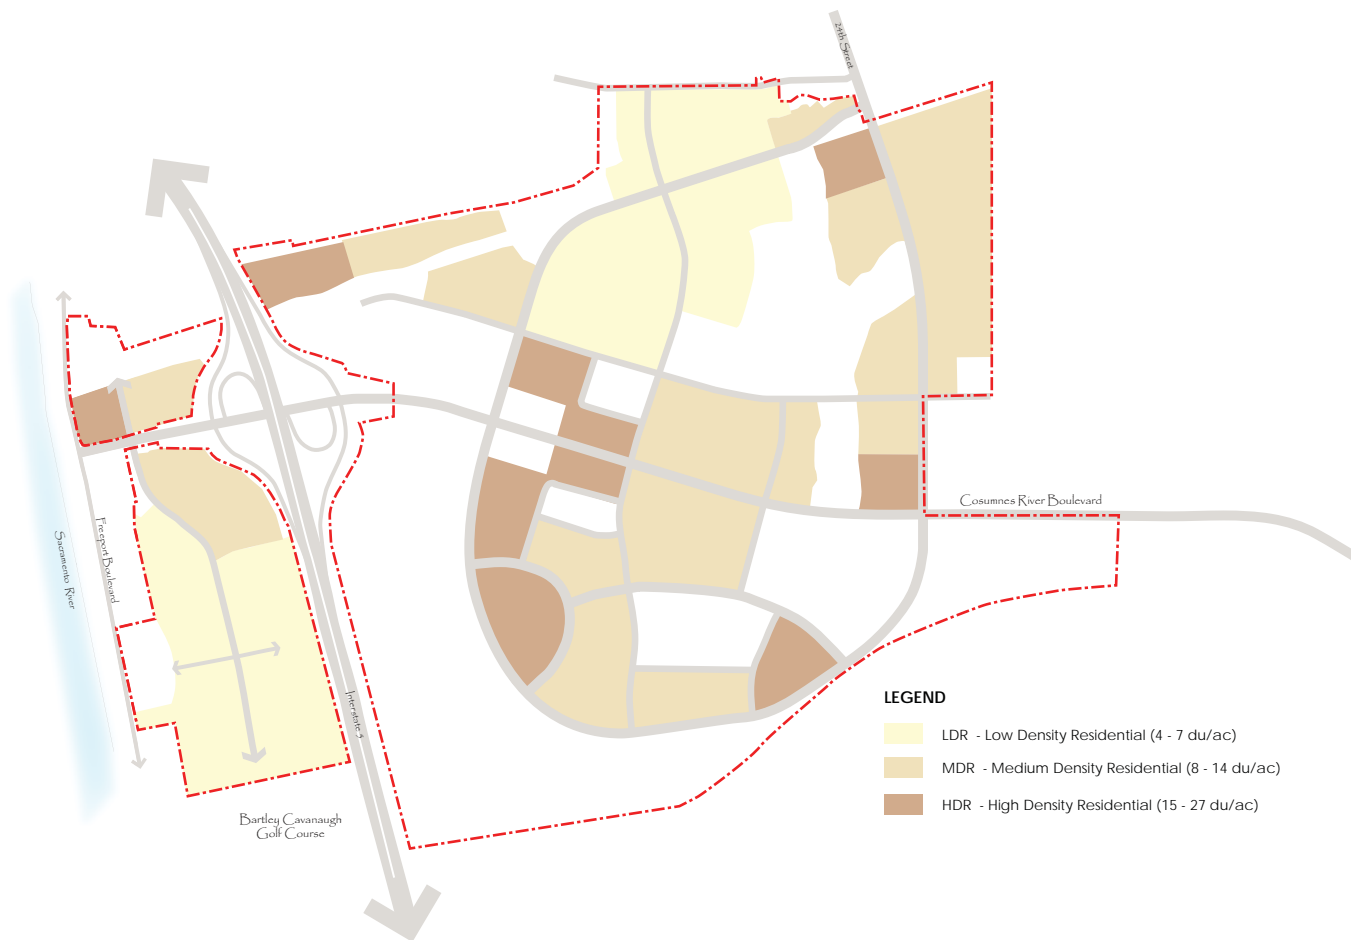 24th Street
Cosumnes River Boulevard
Freeport Boulevard
Sacramento River
Interstate 5
Bartley Cavanaugh
Golf Course
LEGEND
LDR - Low Density Residential (4 - 7 du/ac)
MDR - Medium Density Residential (8 - 14 du/ac)
HDR - High Density Residential (15 - 27 du/ac)